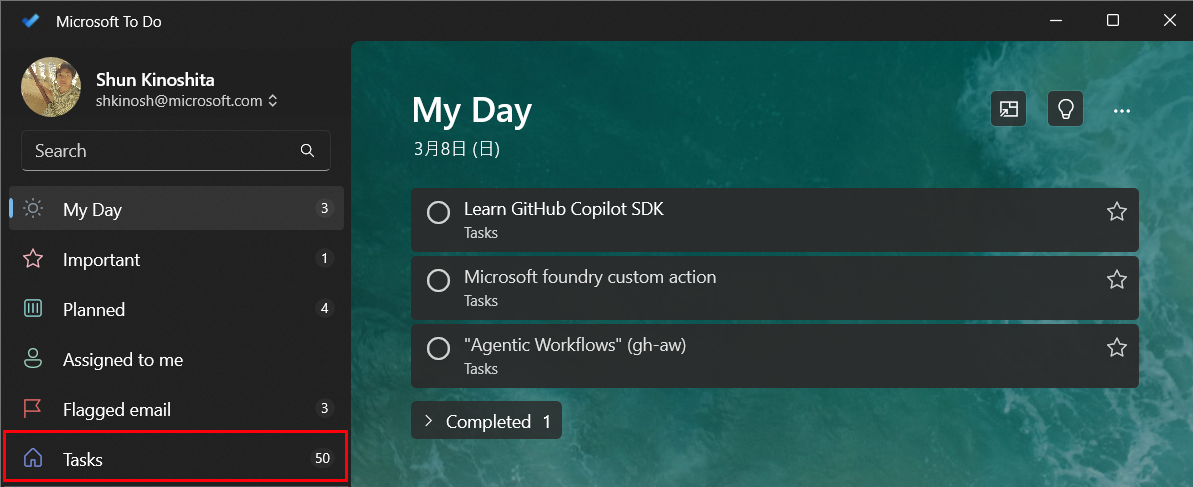 Microsoft To Do
Shun Kinoshita
shkinosh@microsoft.com
Search
My Day 3
Important 1
Planned 4
Assigned to me
Flagged email 3
Tasks 50
My Day
3月8日 (日)
Learn GitHub Copilot SDK
Tasks
Microsoft foundry custom action
Tasks
"Agentic Workflows" (gh-aw)
Tasks
Completed 1